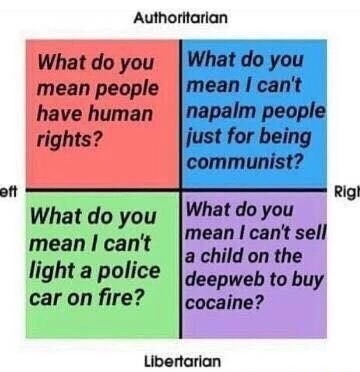 Authoritarian
What do you
mean people
have human
rights?
What do you
mean I can't
napalm people
just for being
communist?
eft
Righ
What do you
mean I can't
light a police
car on fire?
What do you
mean I can't sell
a child on the
deepweb to buy
cocaine?
Libertarian